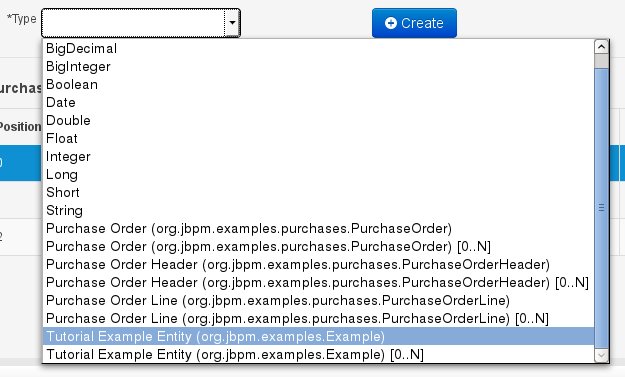 *Type
Create
BigDecimal
BigInteger
Boolean
Date
Double
Float
Integer
Long
Short
String
Purchase Order (org.jbpm.examples.purchases.PurchaseOrder)
Purchase Order (org.jbpm.examples.purchases.PurchaseOrder) [0..N]
Purchase Order Header (org.jbpm.examples.purchases.PurchaseOrderHeader)
Purchase Order Header (org.jbpm.examples.purchases.PurchaseOrderHeader) [0..N]
Purchase Order Line (org.jbpm.examples.purchases.PurchaseOrderLine)
Purchase Order Line (org.jbpm.examples.purchases.PurchaseOrderLine) [0..N]
Tutorial Example Entity (org.jbpm.examples.Example)
Tutorial Example Entity (org.jbpm.examples.Example) [0..N]
urchas
Position
0
2